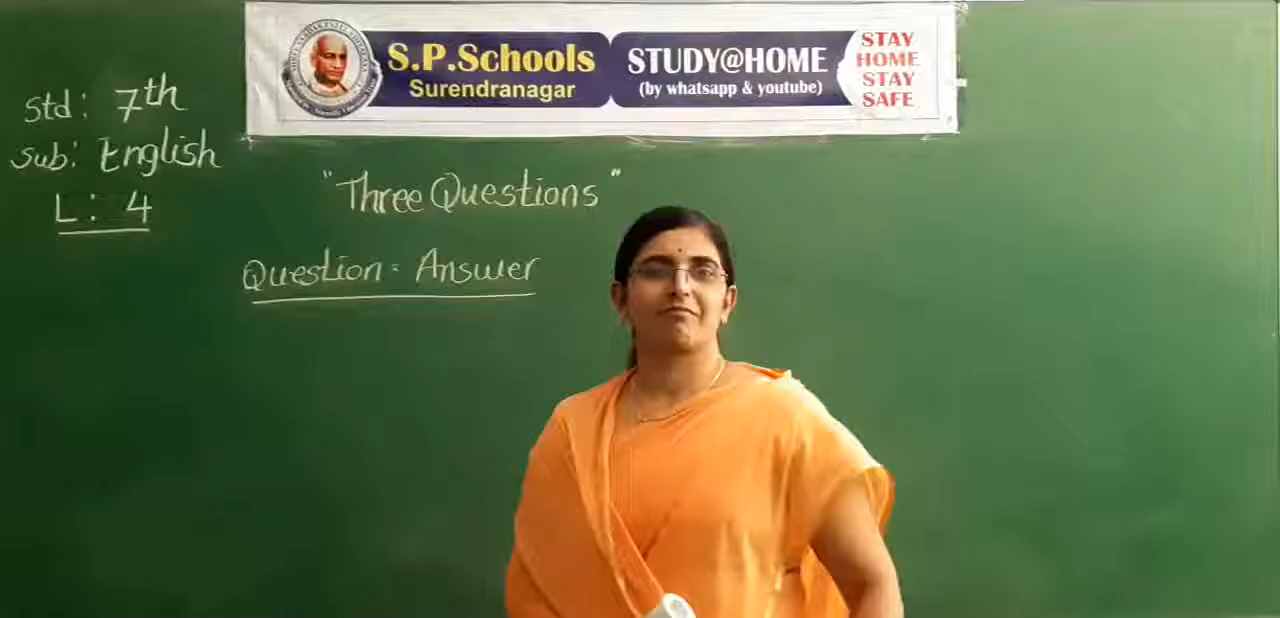 S.P.Schools
Surendranagar
STUDY@HOME
(by whatsapp & youtube)
STAY
HOME
STAY
SAFE
Std: 7th
Sub: English
L: 4
"Three Questions"
Question = Answer